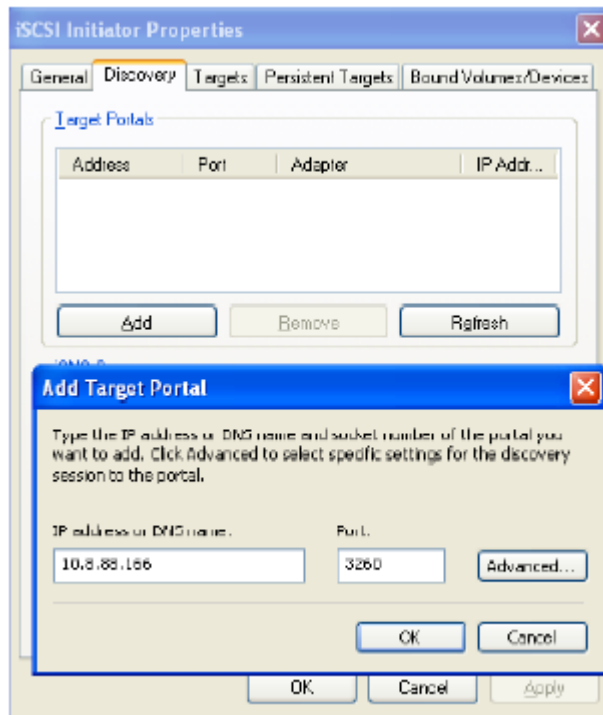 iSCSI Initiator Properties
General Discovery Targets Persistent Targets Bound Volumes/Devices
Target Portals
Address Port Adapter IP Addr...
Add Remove Refresh
Add Target Portal
Type the IP address or DNS name and socket number of the portal you
want to add. Click Advanced to select specific settings for the discovery
session to the portal.
IP address or DNS name: Port:
10.8.88.166 3260 Advanced...
OK Cancel
OK Cancel Apply